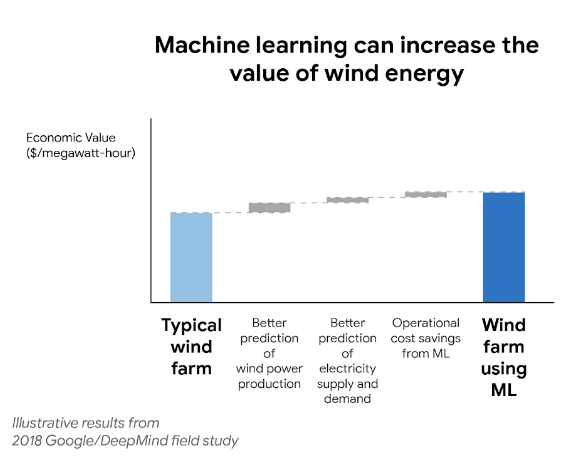 Machine learning can increase the
value of wind energy
Economic Value
($/megawatt-hour)
Typical
wind
farm
Better
prediction
of
wind power
production
Better
prediction
of
electricity
supply and
demand
Operational
cost savings
from ML
Wind
farm
using
ML
Illustrative results from
2018 Google/DeepMind field study